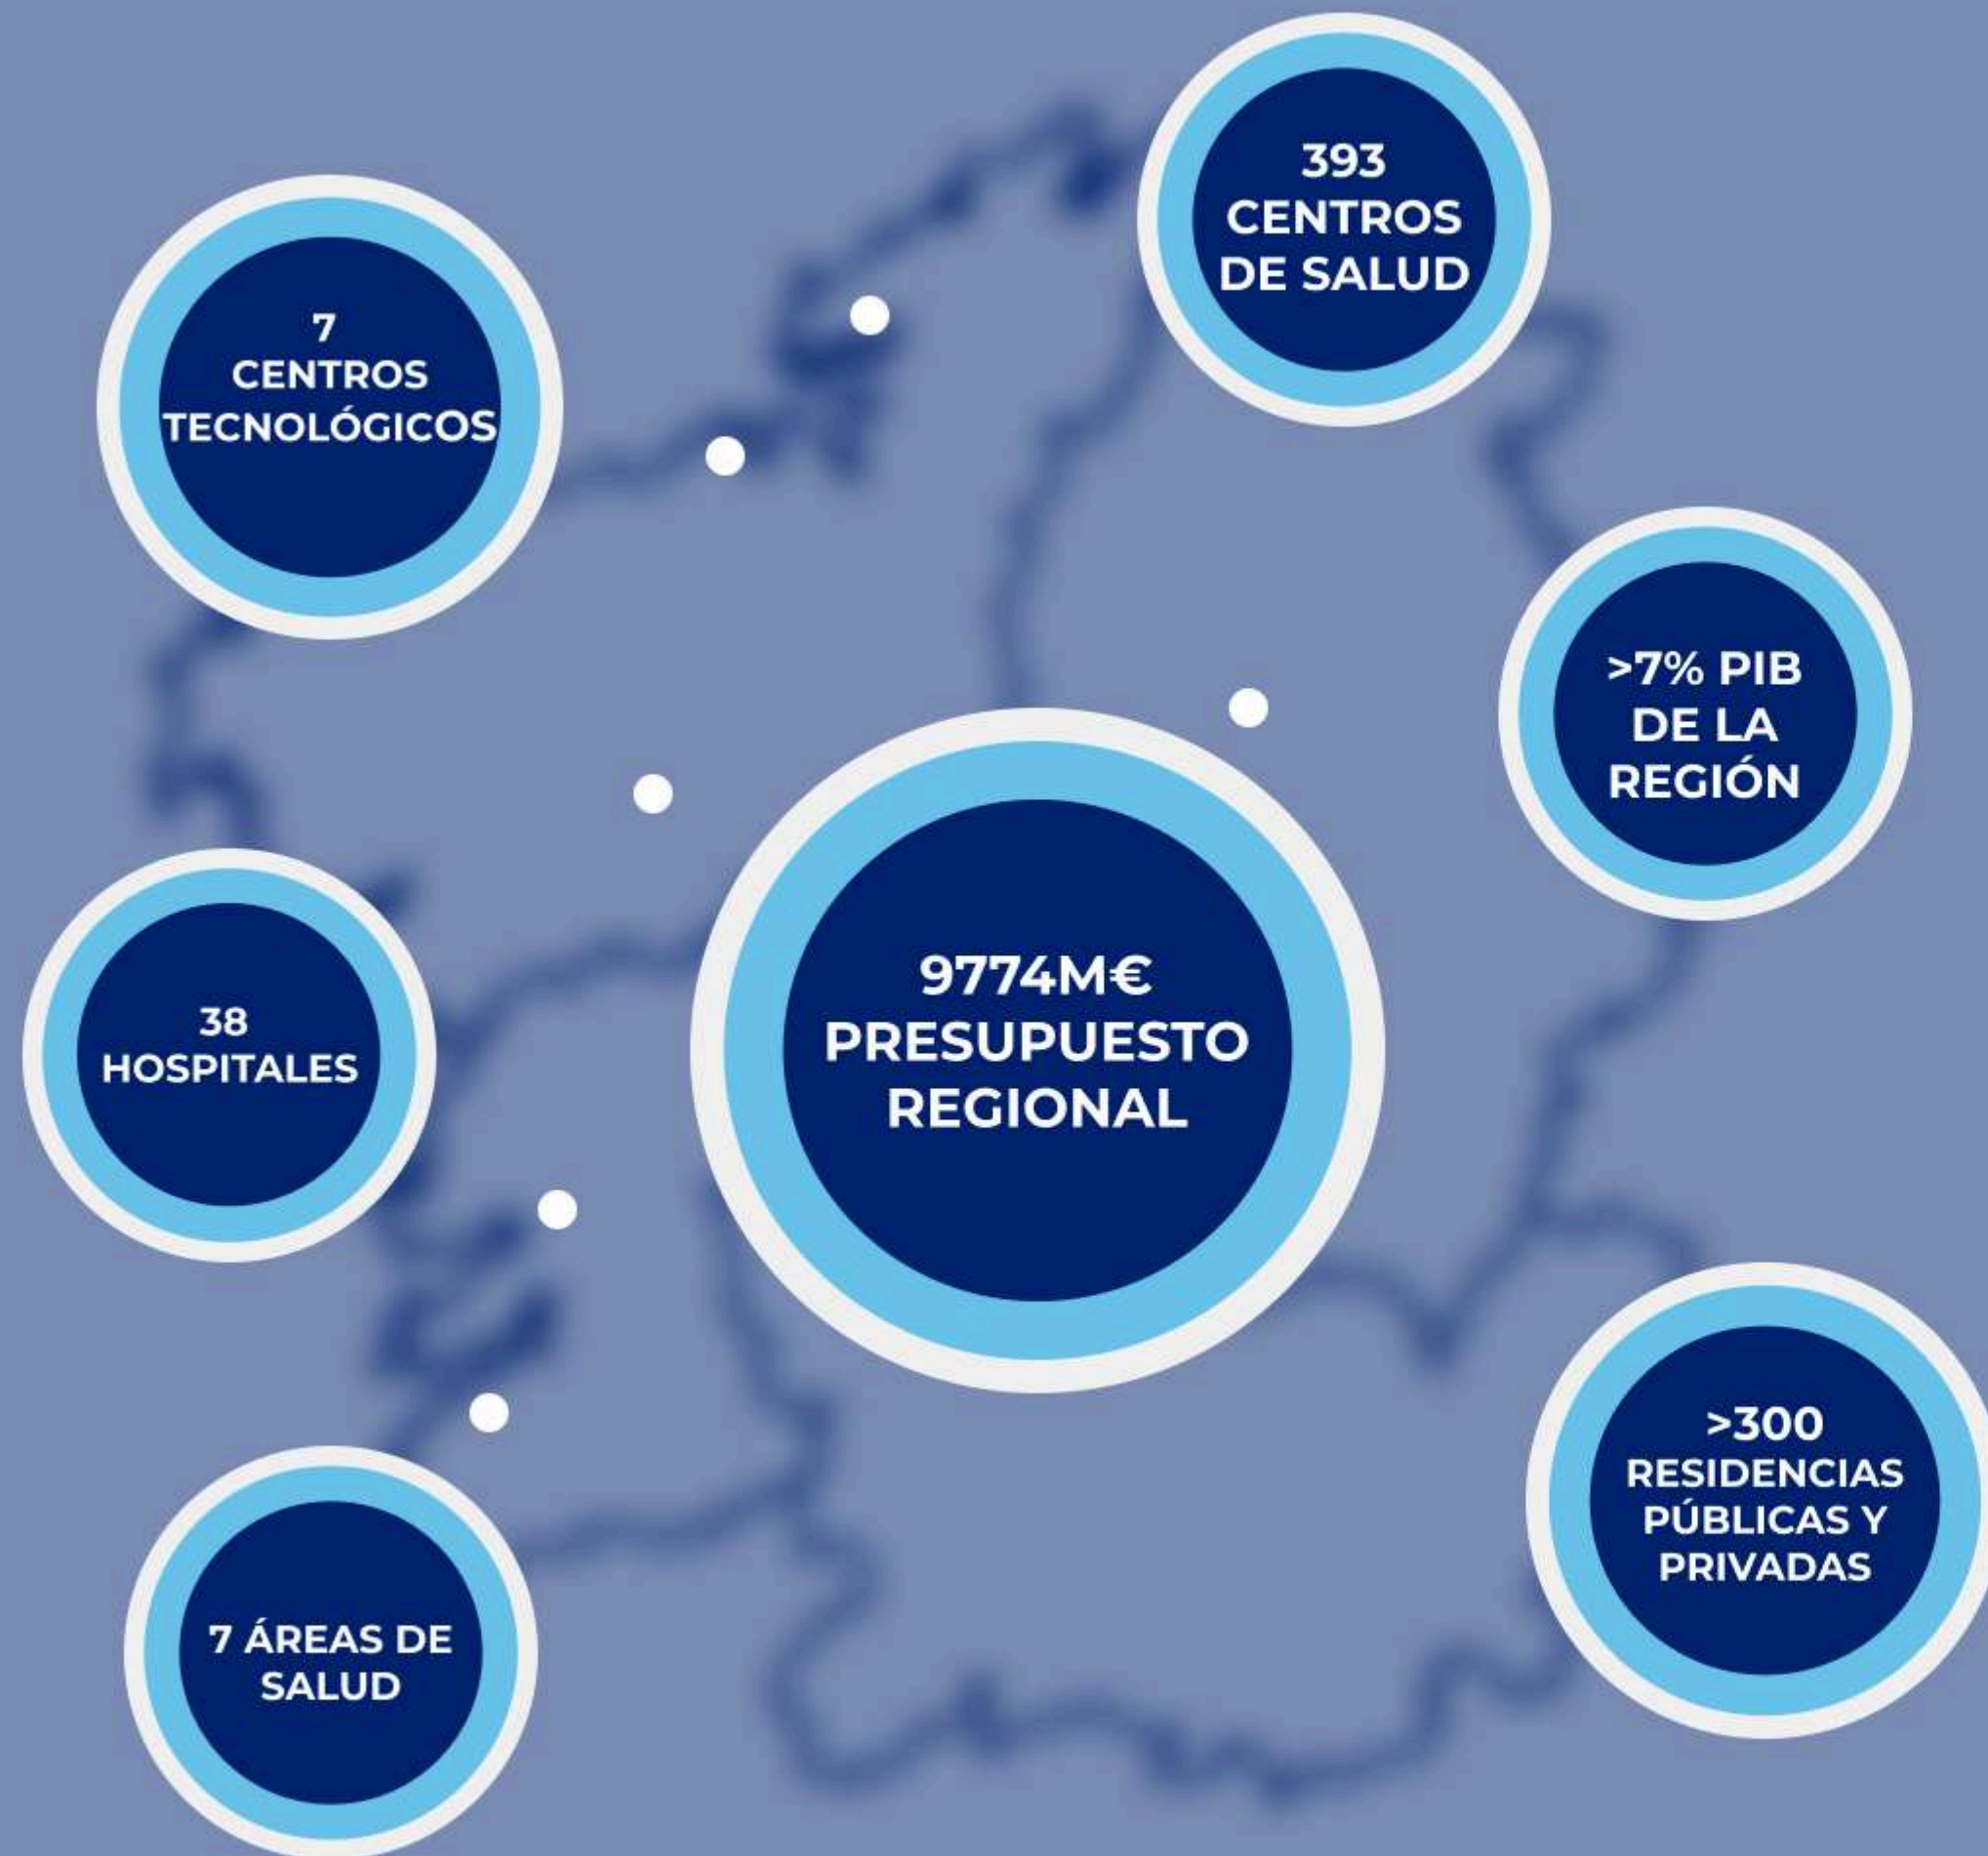 393
CENTROS
DE SALUD
7
CENTROS
TECNOLÓGICOS
>7% PIB
DE LA
REGIÓN
9774M€
PRESUPUESTO
REGIONAL
38
HOSPITALES
>300
RESIDENCIAS
PÚBLICAS Y
PRIVADAS
7 ÁREAS DE
SALUD